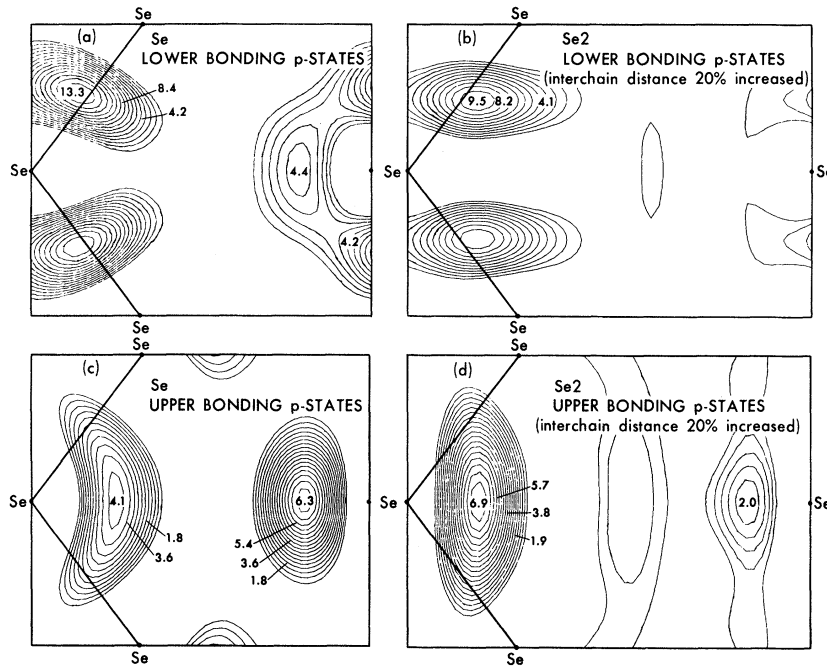 Se
(a)
Se
LOWER BONDING p-STATES
13.3
8.4
4.2
Se
4.4
4.2
Se
Se
(b)
Se2
LOWER BONDING p-STATES
(interchain distance 20% increased)
9.5 8.2 4.1
Se
Se
Se
Se
(c)
Se
UPPER BONDING p-STATES
Se
4.1
1.8
3.6
6.3
5.4
3.6
1.8
Se
(d)
Se2
UPPER BONDING p-STATES
(interchain distance 20% increased)
Se
6.9
5.7
3.8
1.9
2.0
Se
Se